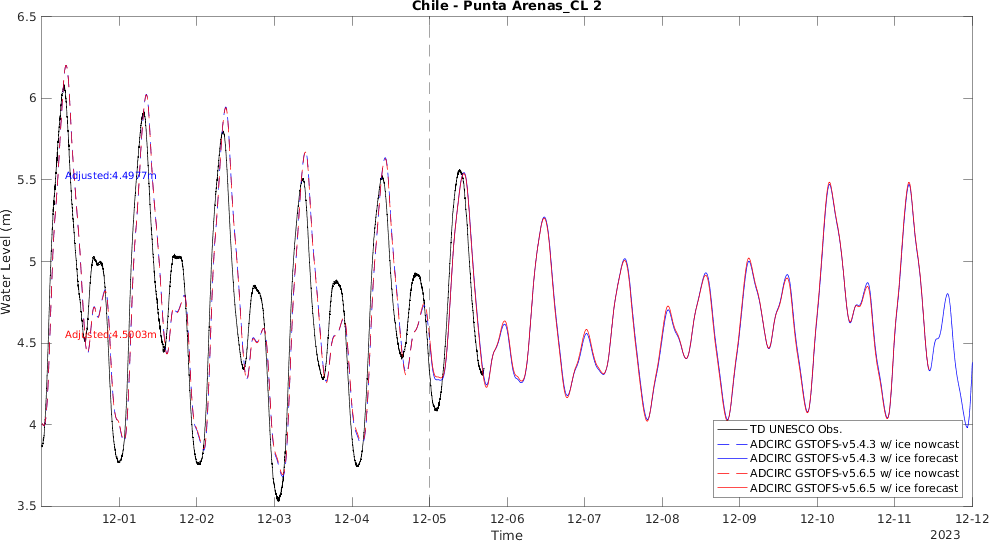 Chile - Punta Arenas_CL 2
6.5
6
5.5
5
4.5
4
3.5
Water Level (m)
Adjusted:4.4977m
Adjusted:4.5003m
TD UNESCO Obs.
ADCIRC GSTOFS-v5.4.3 w/ ice nowcast
ADCIRC GSTOFS-v5.4.3 w/ ice forecast
ADCIRC GSTOFS-v5.6.5 w/ ice nowcast
ADCIRC GSTOFS-v5.6.5 w/ ice forecast
12-01 12-02 12-03 12-04 12-05 12-06 12-07 12-08 12-09 12-10 12-11 12-12
Time
2023